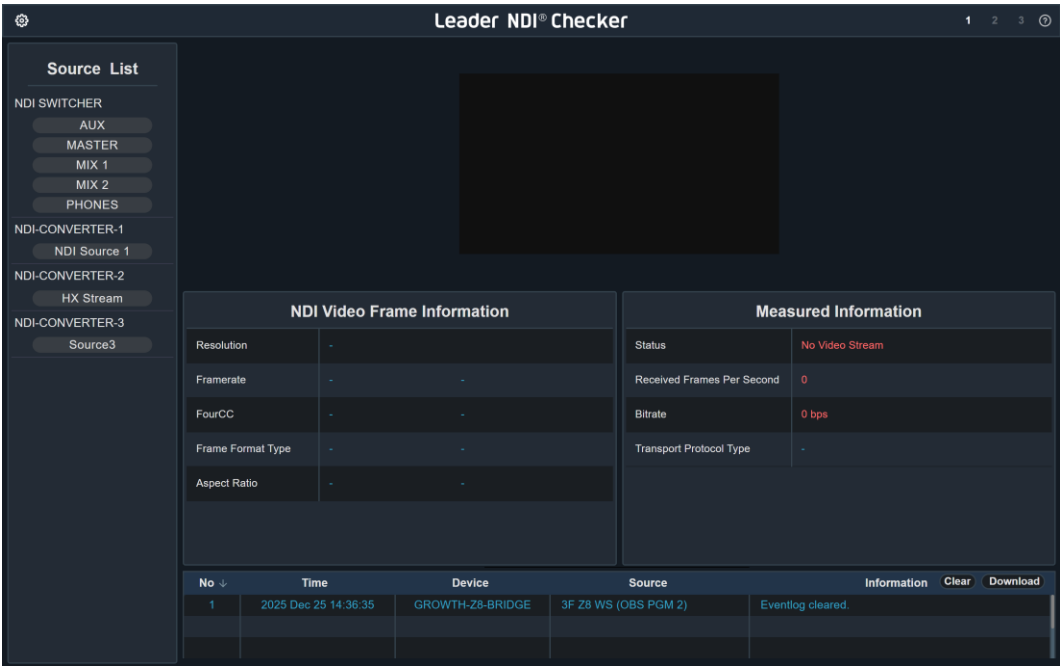 Leader NDI® Checker
1 2 3 ?
Source List
NDI SWITCHER
AUX
MASTER
MIX 1
MIX 2
PHONES
NDI-CONVERTER-1
NDI Source 1
NDI-CONVERTER-2
HX Stream
NDI-CONVERTER-3
Source3
NDI Video Frame Information
Resolution -
Framerate - -
FourCC - -
Frame Format Type - -
Aspect Ratio - -
Measured Information
Status No Video Stream
Received Frames Per Second 0
Bitrate 0 bps
Transport Protocol Type -
No ↓ Time Device Source Information Clear Download
1 2025 Dec 25 14:36:35 GROWTH-Z8-BRIDGE 3F Z8 WS (OBS PGM 2) Eventlog cleared.